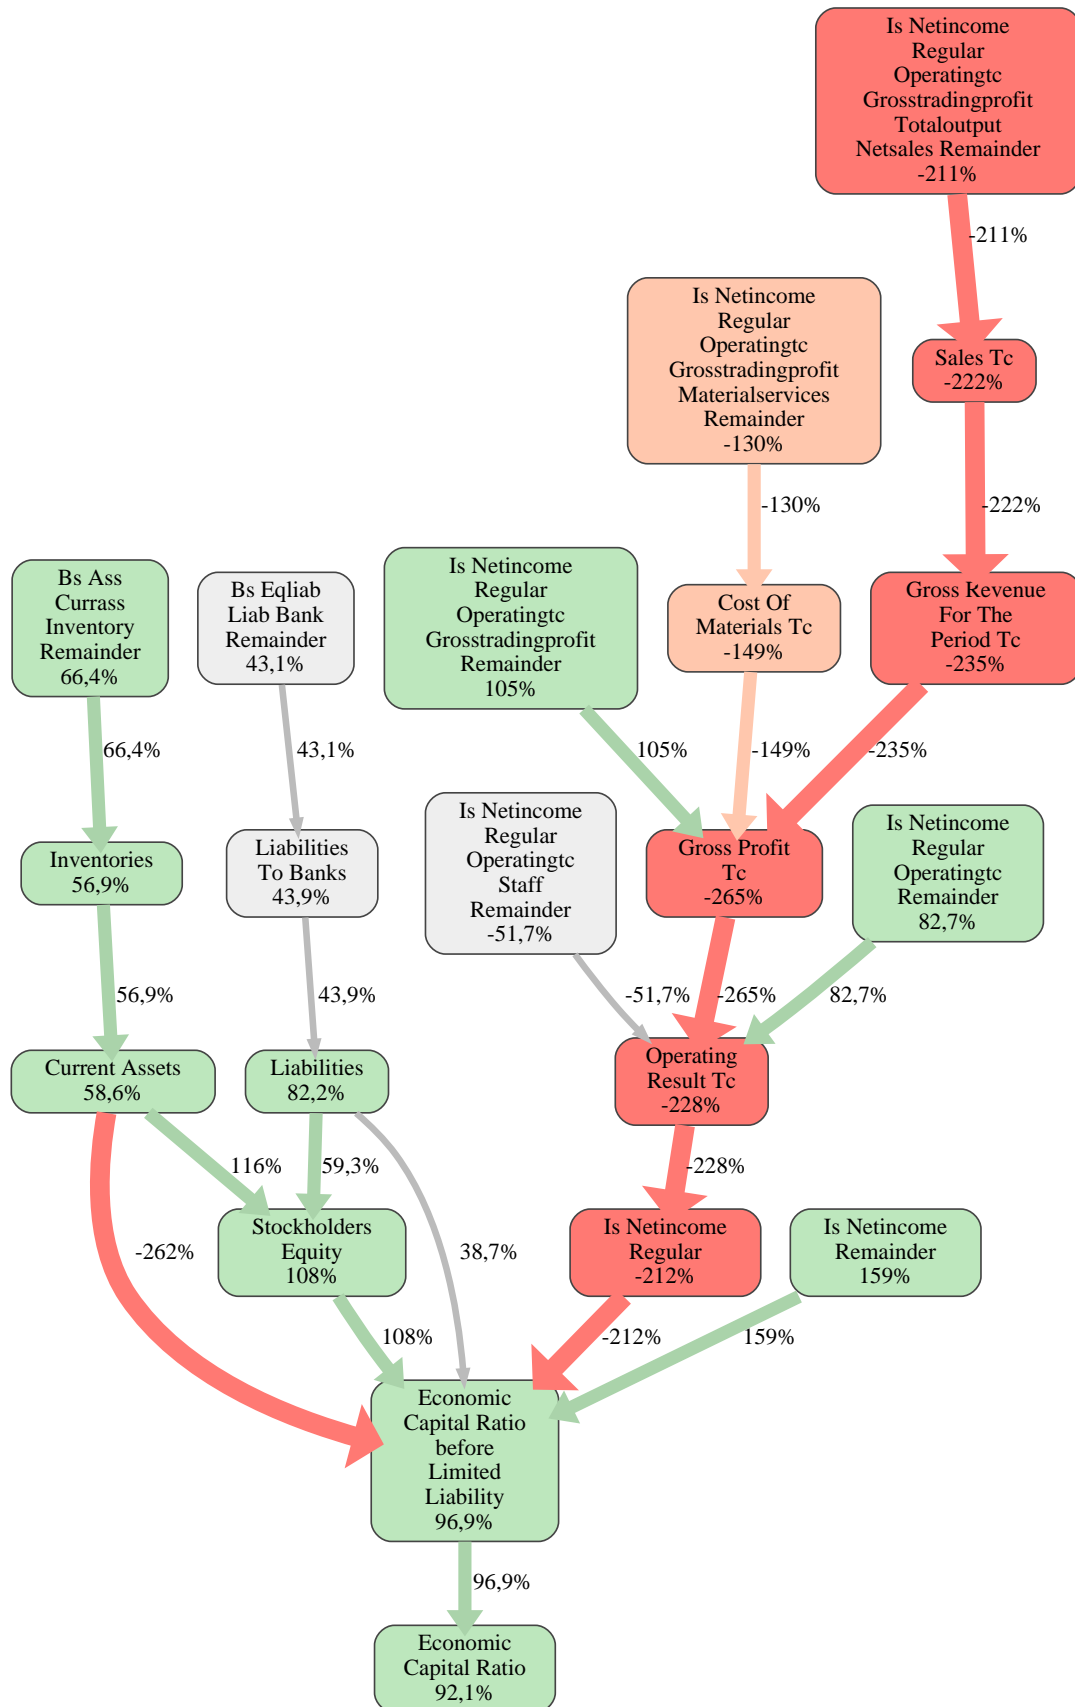 Is Netincome
Regular
Operatingtc
Grosstradingprofit
Totaloutput
Netsales Remainder
-211%
-211%
Is Netincome
Regular
Operatingtc
Grosstradingprofit
Materialservices
Remainder
-130%
Sales Tc
-222%
-130%
-222%
Bs Ass
Currass
Inventory
Remainder
66,4%
Bs Eqliab
Liab Bank
Remainder
43,1%
Is Netincome
Regular
Operatingtc
Grosstradingprofit
Remainder
105%
Cost Of
Materials Tc
-149%
Gross Revenue
For The
Period Tc
-235%
66,4%
43,1%
105%
-149%
-235%
Inventories
56,9%
Liabilities
To Banks
43,9%
Is Netincome
Regular
Operatingtc
Staff
Remainder
-51,7%
Gross Profit
Tc
-265%
Is Netincome
Regular
Operatingtc
Remainder
82,7%
56,9%
43,9%
-51,7%
-265%
82,7%
Current Assets
58,6%
Liabilities
82,2%
Operating
Result Tc
-228%
116%
59,3%
-228%
-262%
Stockholders
Equity
108%
38,7%
Is Netincome
Regular
-212%
Is Netincome
Remainder
159%
108%
-212%
159%
Economic
Capital Ratio
before
Limited
Liability
96,9%
96,9%
Economic
Capital Ratio
92,1%